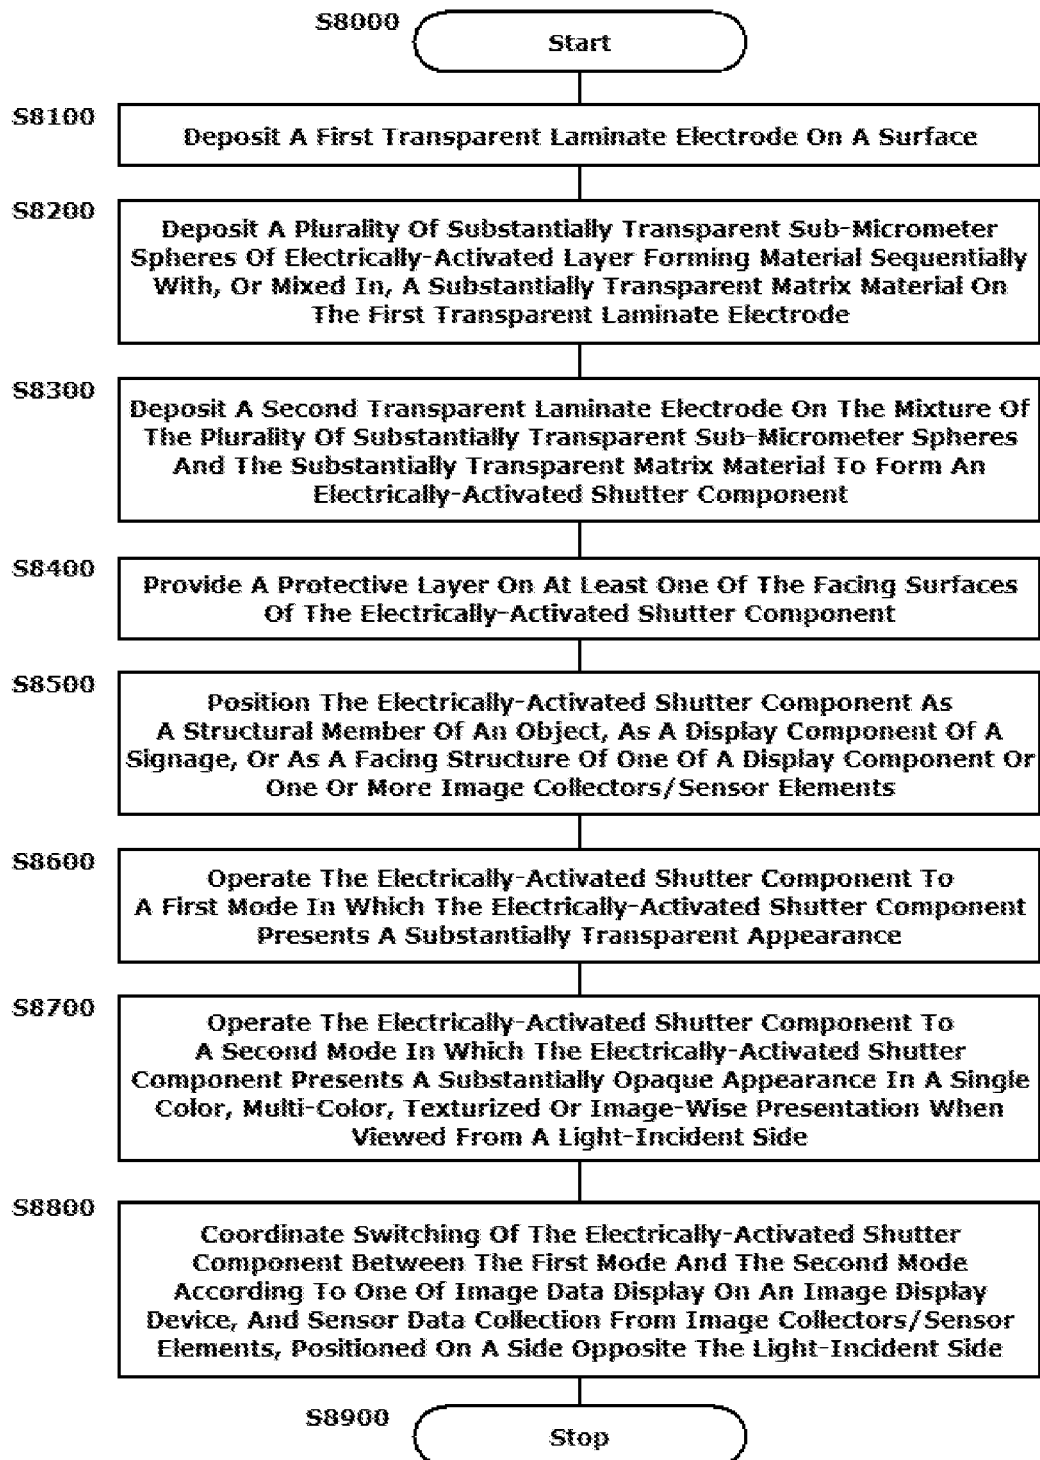 S8000
Start
S8100
Deposit A First Transparent Laminate Electrode On A Surface
S8200
Deposit A Plurality Of Substantially Transparent Sub-Micrometer
Spheres Of Electrically-Activated Layer Forming Material Sequentially
With, Or Mixed In, A Substantially Transparent Matrix Material On
The First Transparent Laminate Electrode
S8300
Deposit A Second Transparent Laminate Electrode On The Mixture Of
The Plurality Of Substantially Transparent Sub-Micrometer Spheres
And The Substantially Transparent Matrix Material To Form An
Electrically-Activated Shutter Component
S8400
Provide A Protective Layer On At Least One Of The Facing Surfaces
Of The Electrically-Activated Shutter Component
S8500
Position The Electrically-Activated Shutter Component As
A Structural Member Of An Object, As A Display Component Of A
Signage, Or As A Facing Structure Of One Of A Display Component Or
One Or More Image Collectors/Sensor Elements
S8600
Operate The Electrically-Activated Shutter Component To
A First Mode In Which The Electrically-Activated Shutter Component
Presents A Substantially Transparent Appearance
S8700
Operate The Electrically-Activated Shutter Component To
A Second Mode In Which The Electrically-Activated Shutter
Component Presents A Substantially Opaque Appearance In A Single
Color, Multi-Color, Texturized Or Image-Wise Presentation When
Viewed From A Light-Incident Side
S8800
Coordinate Switching Of The Electrically-Activated Shutter
Component Between The First Mode And The Second Mode
According To One Of Image Data Display On An Image Display
Device, And Sensor Data Collection From Image Collectors/Sensor
Elements, Positioned On A Side Opposite The Light-Incident Side
S8900
Stop